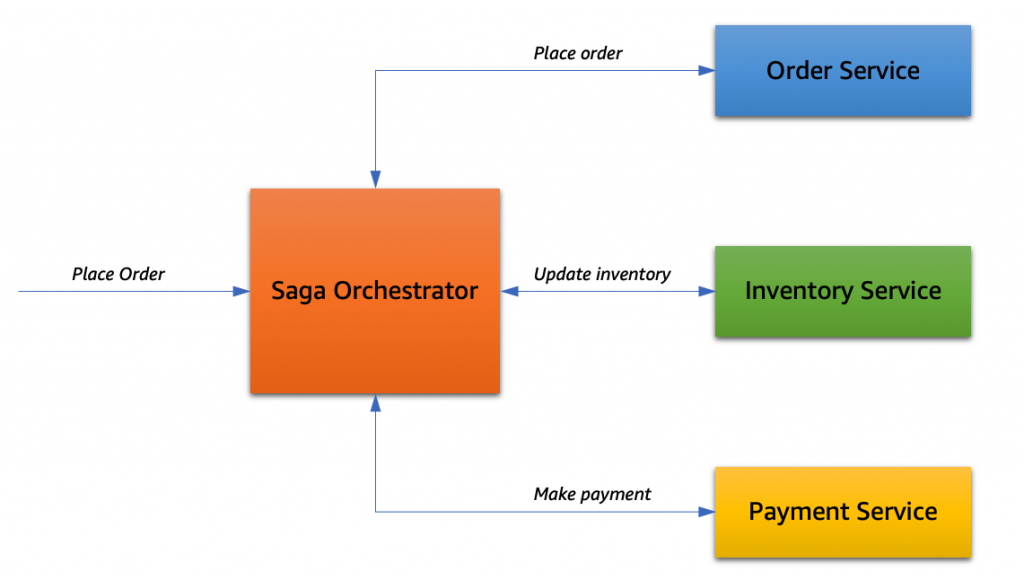 Place order
Order Service
Place Order
Saga Orchestrator
Update inventory
Inventory Service
Make payment
Payment Service